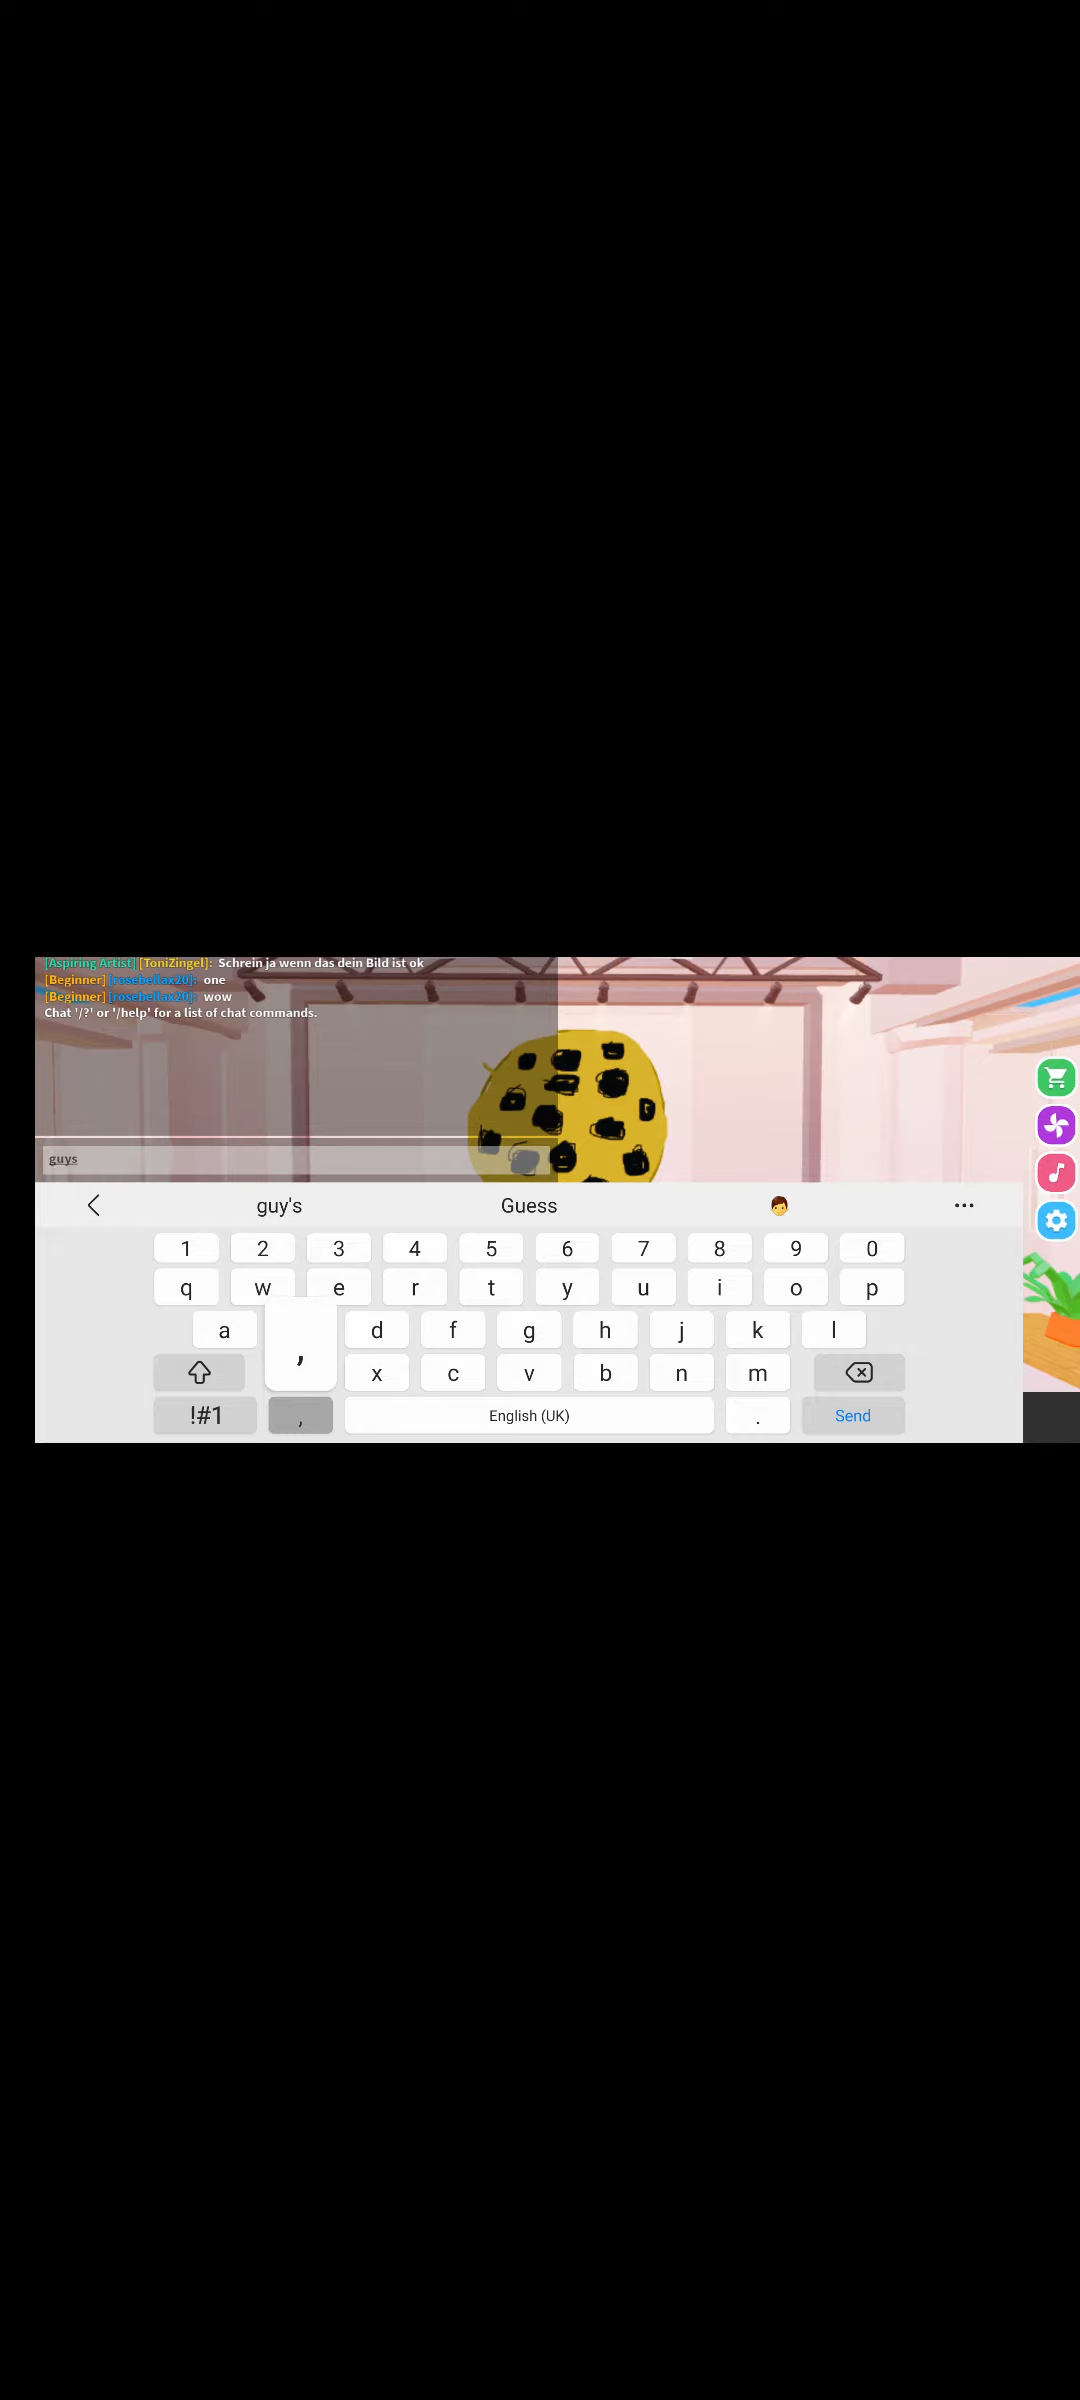 [Aspiring Artist] [ToniZingel]: Schrein ja wenn das dein Bild ist ok
[Beginner] [rosebellax20]: one
[Beginner] [rosebellax20]: wow
Chat '/?' or '/help' for a list of chat commands.
guys
guy's Guess
1 2 3 4 5 6 7 8 9 0
q w e r t y u i o p
a , d f g h j k l
x c v b n m
!#1 , English (UK) . Send